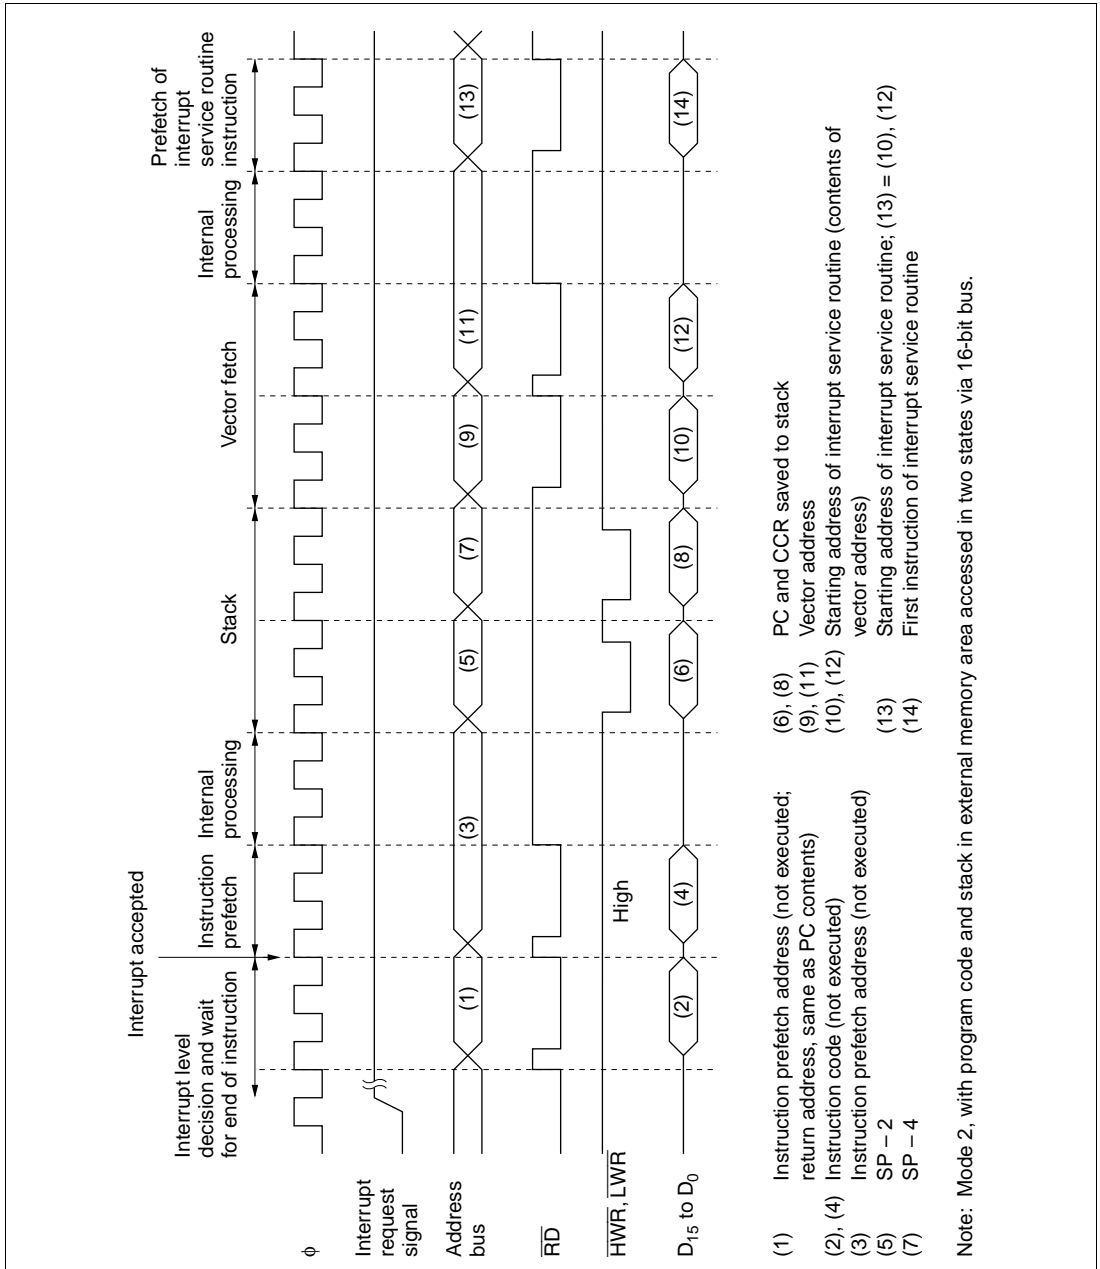 Interrupt accepted
Interrupt level
decision and wait
for end of instruction
Instruction
prefetch
Internal
processing
Stack
Vector fetch
Internal
processing
Prefetch of
interrupt
service routine
instruction
φ
Interrupt
request
signal
Address
bus
(1)
(3)
(5)
(7)
(9)
(11)
(13)
RD
HWR, LWR
High
D15 to D0
(2)
(4)
(6)
(8)
(10)
(12)
(14)
(1) Instruction prefetch address (not executed;
return address, same as PC contents)
(2), (4) Instruction code (not executed)
(3) Instruction prefetch address (not executed)
(5) SP – 2
(7) SP – 4
(6), (8) PC and CCR saved to stack
(9), (11) Vector address
(10), (12) Starting address of interrupt service routine (contents of
vector address)
(13) Starting address of interrupt service routine; (13) = (10), (12)
(14) First instruction of interrupt service routine
Note: Mode 2, with program code and stack in external memory area accessed in two states via 16-bit bus.